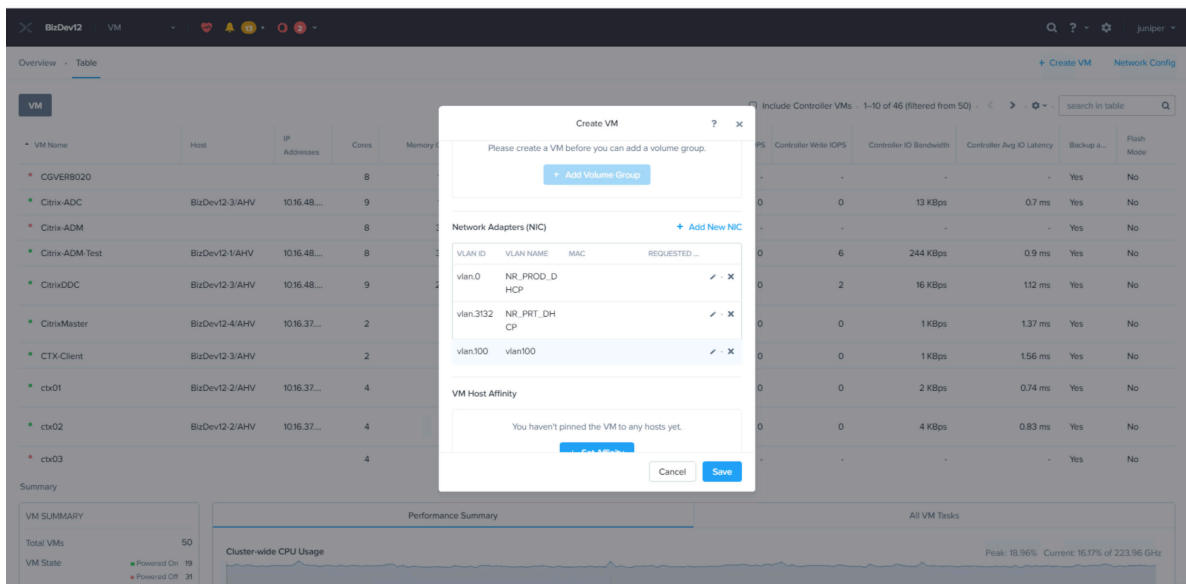 BizDev12 VM 13 2 ? juniper
Overview · Table + Create VM Network Config
VM Include Controller VMs · 1–10 of 46 (filtered from 50) · search in table
VM Name Host IP Addresses Cores Memory Controller Write IOPS Controller IO Bandwidth Controller Avg IO Latency Backup a... Flash Mode
CGVER8020 8 - - - - Yes No
Citrix-ADC BizDev12-3/AHV 10.16.48.... 9 0 0 13 KBps 0.7 ms Yes No
Citrix-ADM 8 - - - - Yes No
Citrix-ADM-Test BizDev12-1/AHV 10.16.48.... 8 0 6 244 KBps 0.9 ms Yes No
CitrixDDC BizDev12-3/AHV 10.16.48.... 9 0 2 16 KBps 1.12 ms Yes No
CitrixMaster BizDev12-4/AHV 10.16.37.... 2 0 0 1 KBps 1.37 ms Yes No
CTX-Client BizDev12-3/AHV 2 0 0 1 KBps 1.56 ms Yes No
ctx01 BizDev12-2/AHV 10.16.37.... 4 0 0 2 KBps 0.74 ms Yes No
ctx02 BizDev12-2/AHV 10.16.37.... 4 0 0 4 KBps 0.83 ms Yes No
ctx03 4 - - - - Yes No
Create VM ? x
Please create a VM before you can add a volume group.
+ Add Volume Group
Network Adapters (NIC) + Add New NIC
VLAN ID VLAN NAME MAC REQUESTED ...
vlan.0 NR_PROD_D
HCP
vlan.3132 NR_PRT_DH
CP
vlan.100 vlan100
VM Host Affinity
You haven't pinned the VM to any hosts yet.
+ Set Affinity
Cancel Save
Summary
VM SUMMARY Performance Summary All VM Tasks
Total VMs 50
VM State Powered On 19
Powered Off 31
Cluster-wide CPU Usage Peak: 18.96% Current: 16.17% of 223.96 GHz